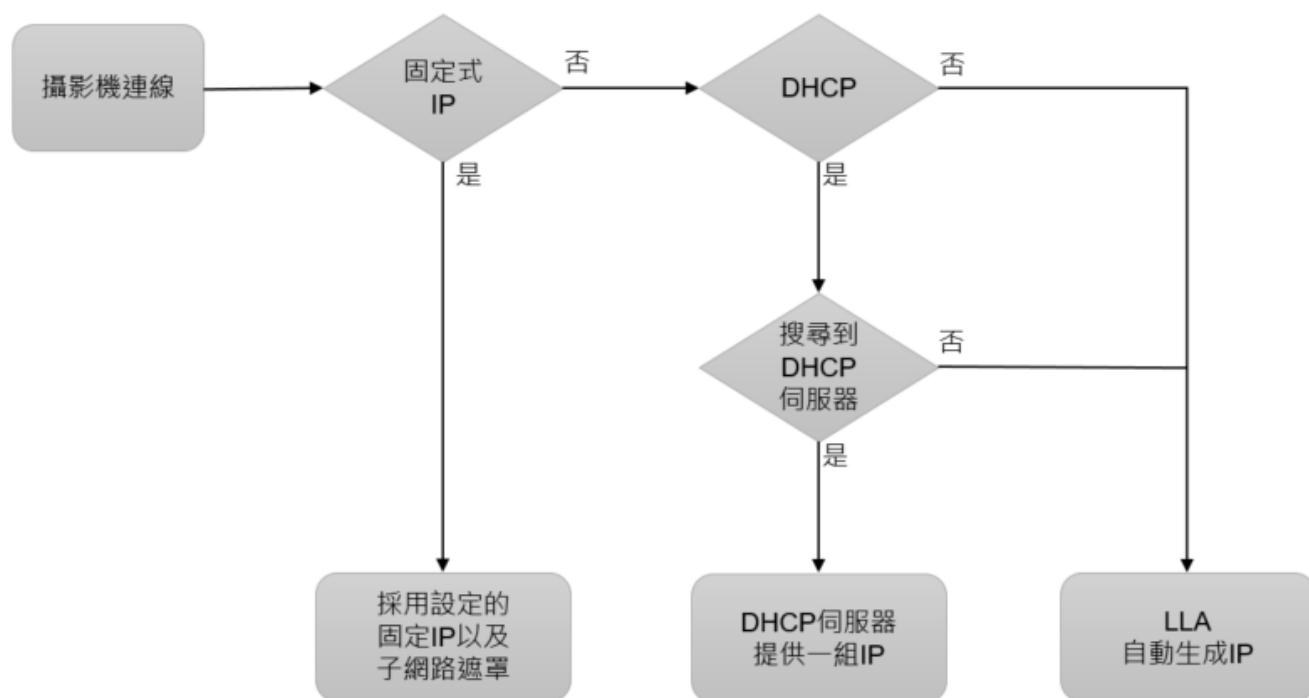 攝影機連線
固定式
IP
否
DHCP
否
是
是
搜尋到
DHCP
伺服器
否
是
採用設定的
固定IP以及
子網路遮罩
DHCP伺服器
提供一組IP
LLA
自動生成IP